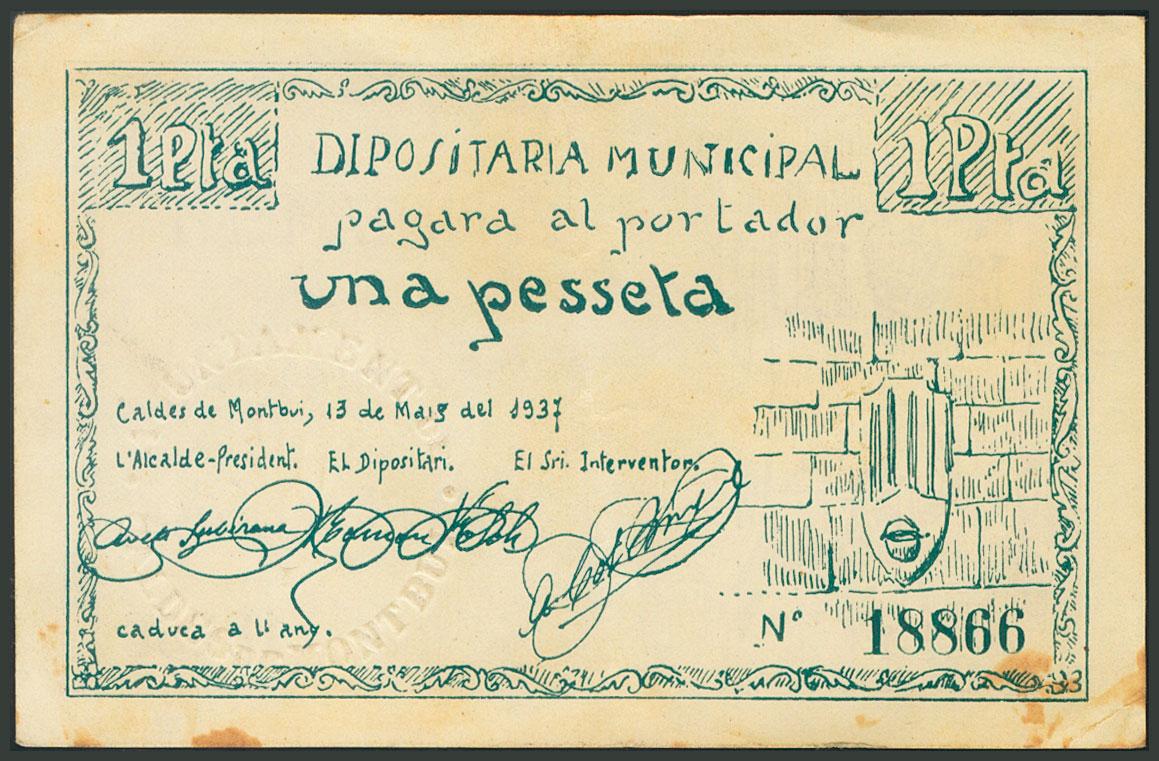 1 Pta
DIPOSITARIA MUNICIPAL
1 Pta
pagara al portador
una pesseta
Caldes de Montbui, 13 de Maig del 1937
L'Alcalde-President. EL Dipositari. El Sri. Interventor.
caduca a l'any.
Nº 18866